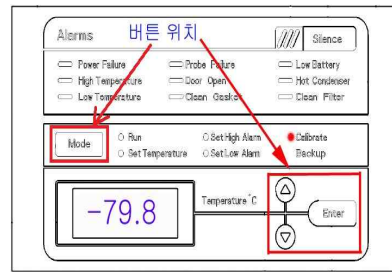 Alarms 버튼 위치 Silence
Power Failure Probe Failure Low Battery
High Temperature Door Open Hot Condenser
Low Temperature Clean Gasket Clean Filter
Mode Run Set High Alarm Calibrate
Set Temperature Set Low Alarm Backup
-79.8 Temperature °C Enter